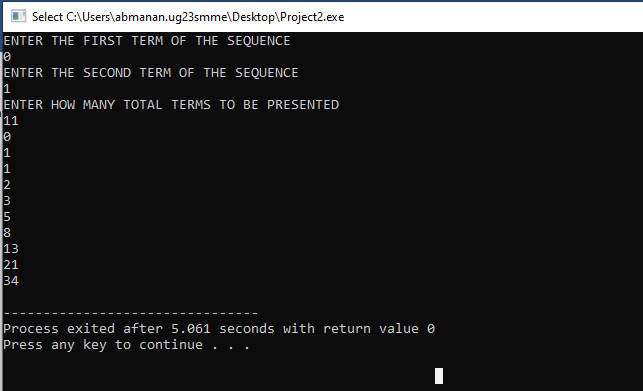 Select C:\Users\abmanan.ug23smme\Desktop\Project2.exe
ENTER THE FIRST TERM OF THE SEQUENCE
0
ENTER THE SECOND TERM OF THE SEQUENCE
1
ENTER HOW MANY TOTAL TERMS TO BE PRESENTED
11
0
1
1
2
3
5
8
13
21
34
--------------------------------
Process exited after 5.061 seconds with return value 0
Press any key to continue . . .